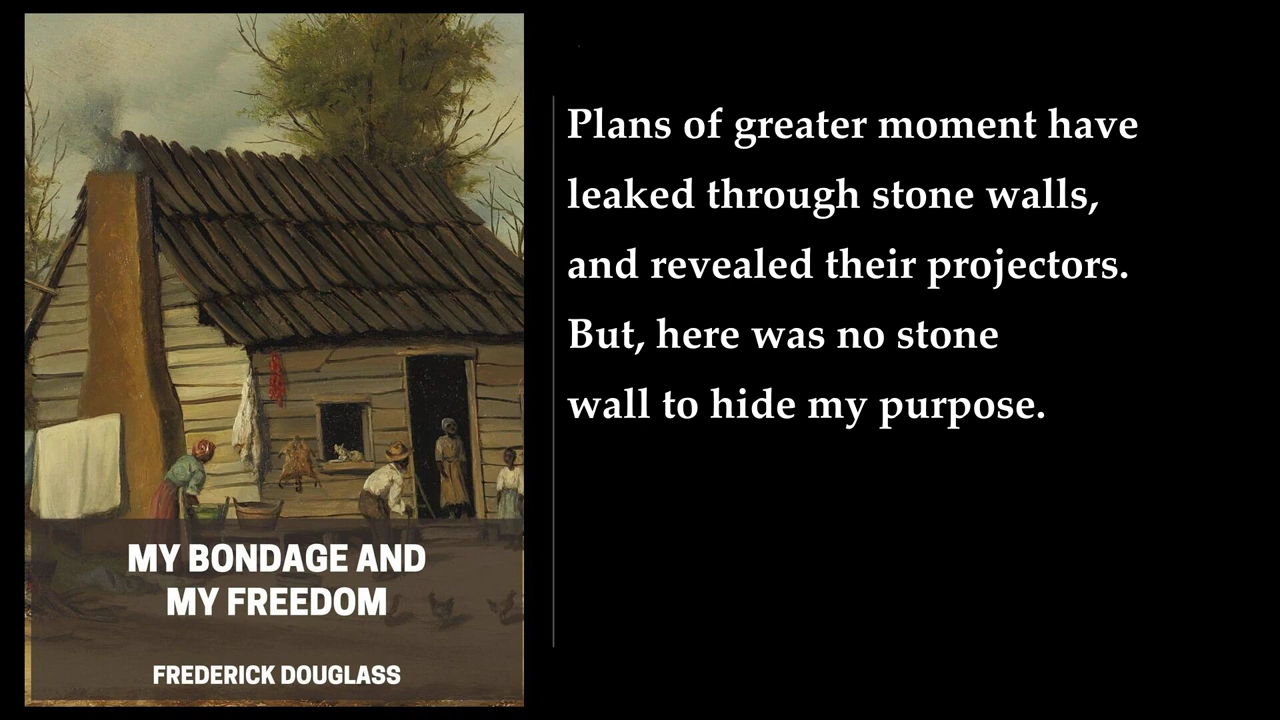 MY BONDAGE AND
MY FREEDOM
FREDERICK DOUGLASS
Plans of greater moment have
leaked through stone walls,
and revealed their projectors.
But, here was no stone
wall to hide my purpose.